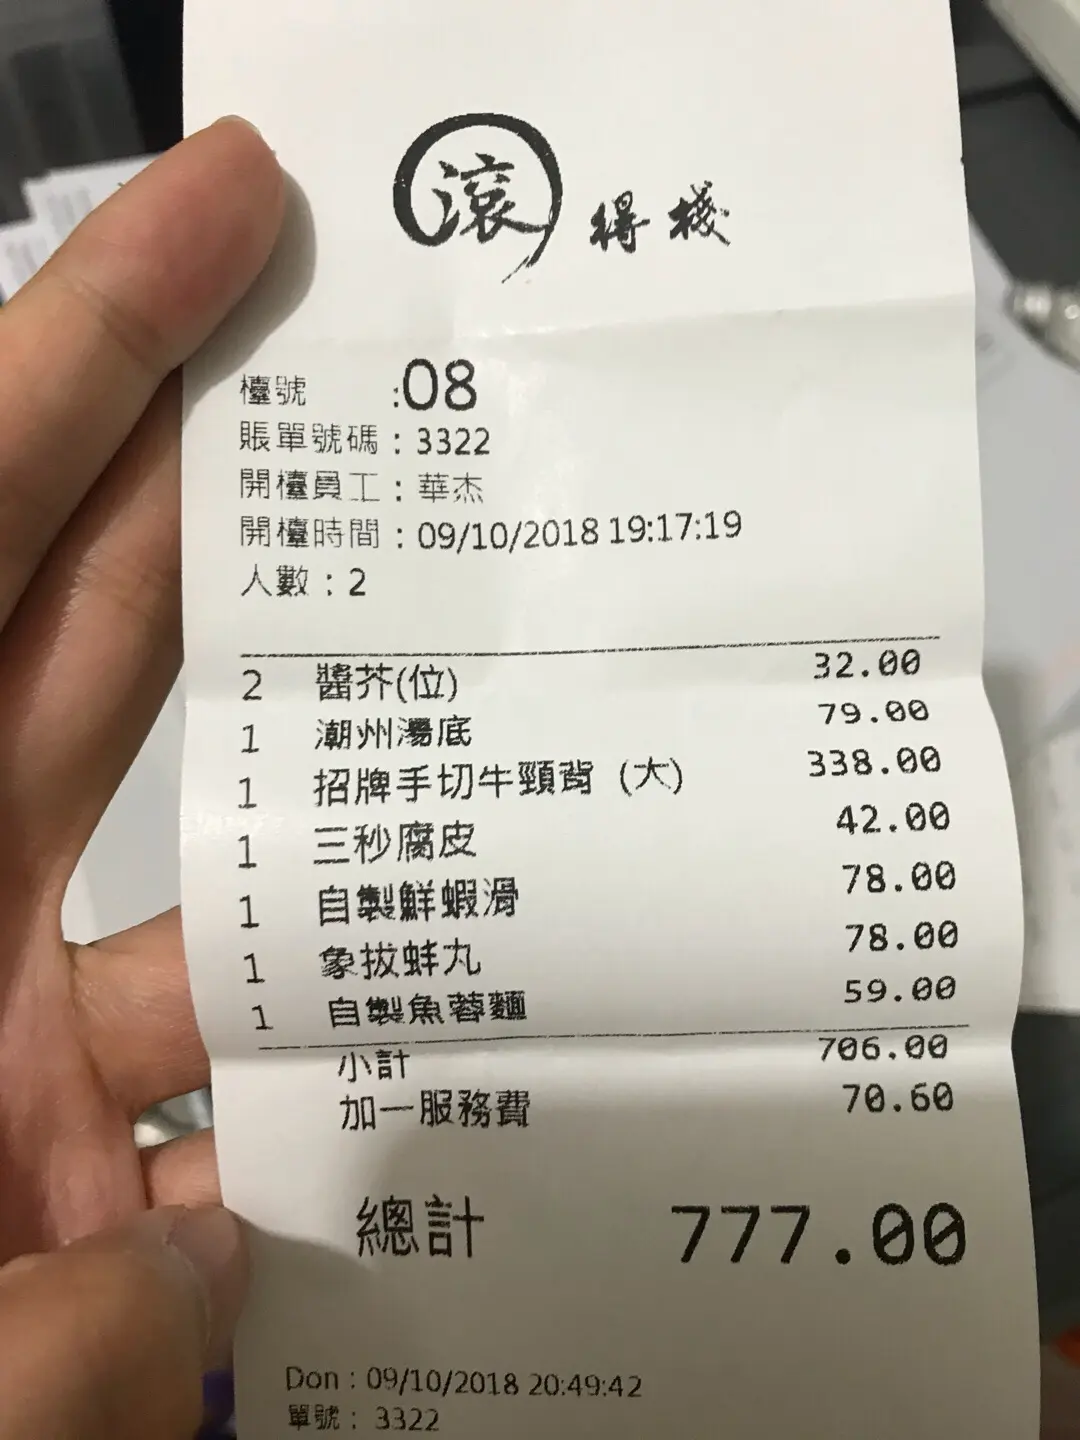 滾得棧
檯號 :08
賬單號碼：3322
開檯員工：華杰
開檯時間：09/10/2018 19:17:19
人數：2
2 醬芥(位) 32.00
1 潮州湯底 79.00
1 招牌手切牛頸背 (大) 338.00
1 三秒腐皮 42.00
1 自製鮮蝦滑 78.00
1 象拔蚌丸 78.00
1 自製魚蓉麵 59.00
小計 706.00
加一服務費 70.60
總計 777.00
Don : 09/10/2018 20:49:42
單號： 3322